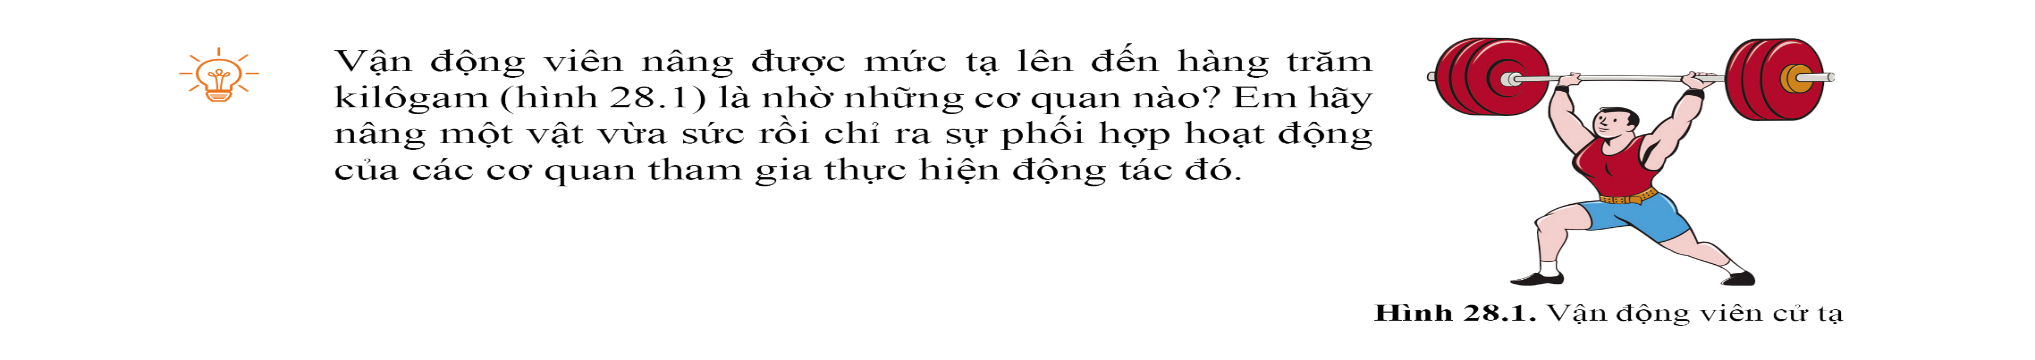 Vận động viên nâng được mức tạ lên đến hàng trăm
kilôgam (hình 28.1) là nhờ những cơ quan nào? Em hãy
nâng một vật vừa sức rồi chỉ ra sự phối hợp hoạt động
của các cơ quan tham gia thực hiện động tác đó.
Hình 28.1. Vận động viên cử tạ